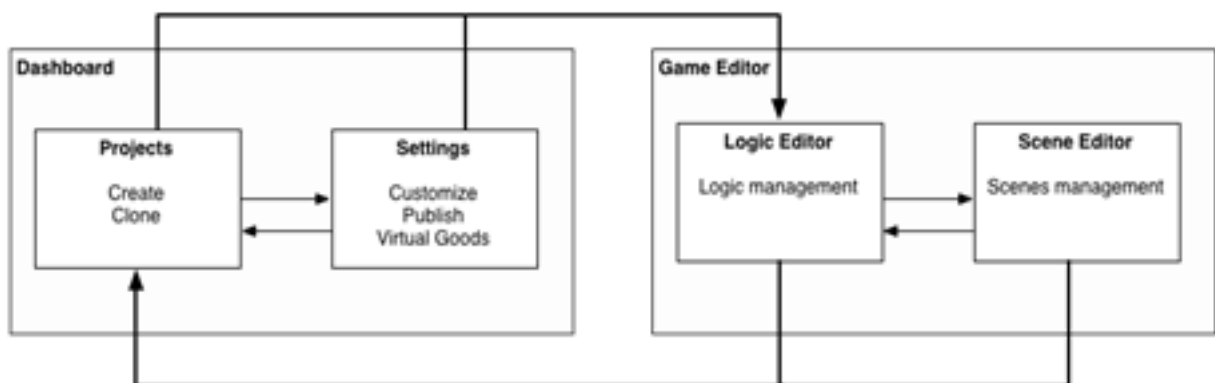 Dashboard
Projects
Create
Clone
Settings
Customize
Publish
Virtual Goods
Game Editor
Logic Editor
Logic management
Scene Editor
Scenes management